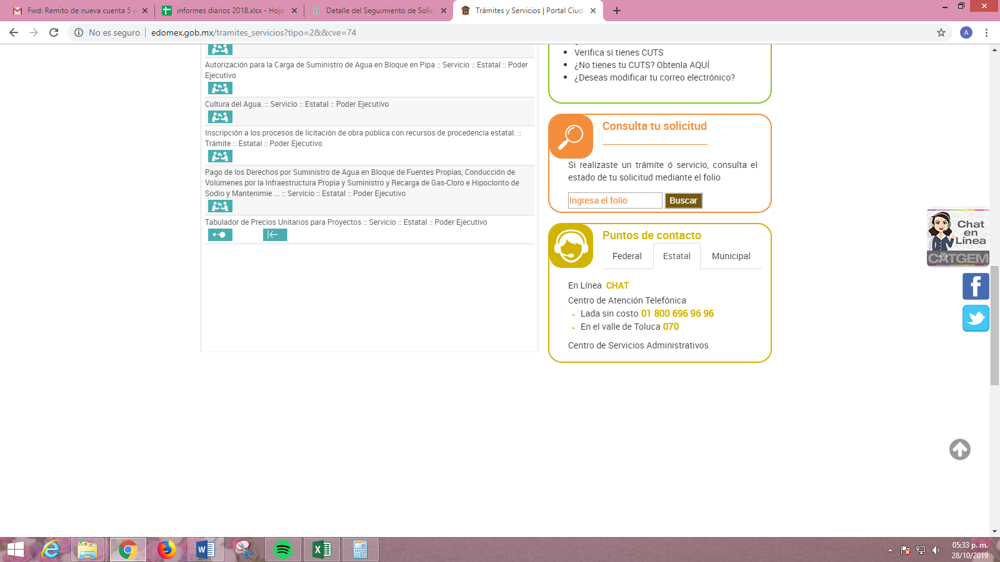 Fwd: Remito de nueva cuenta 5 p
informes diarios 2018.xlsx - Hoja
Detalle del Seguimiento de Solic
Trámites y Servicios | Portal Ciuda
No es seguro
edomex.gob.mx/tramites_servicios?tipo=2&&cve=74
A
Autorización para la Carga de Suministro de Agua en Bloque en Pipa :: Servicio :: Estatal :: Poder
Ejecutivo
Cultura del Agua. :: Servicio :: Estatal :: Poder Ejecutivo
Inscripción a los procesos de licitación de obra pública con recursos de procedencia estatal. ::
Trámite :: Estatal :: Poder Ejecutivo
Pago de los Derechos por Suministro de Agua en Bloque de Fuentes Propias, Conducción de
Volúmenes por la Infraestructura Propia y Suministro y Recarga de Gas-Cloro e Hipoclorito de
Sodio y Mantenimie ... :: Servicio :: Estatal :: Poder Ejecutivo
Tabulador de Precios Unitarios para Proyectos :: Servicio :: Estatal :: Poder Ejecutivo
Verifica si tienes CUTS
¿No tienes tu CUTS? Obtenla AQUÍ
¿Deseas modificar tu correo electrónico?
Consulta tu solicitud
Si realizaste un trámite ó servicio, consulta el
estado de tu solicitud mediante el folio
Ingresa el folio
Buscar
Puntos de contacto
Federal
Estatal
Municipal
En Línea CHAT
Centro de Atención Telefónica
Lada sin costo 01 800 696 96 96
En el valle de Toluca 070
Centro de Servicios Administrativos
Chat
en
Línea
CATGEM
05:33 p. m.
28/10/2019